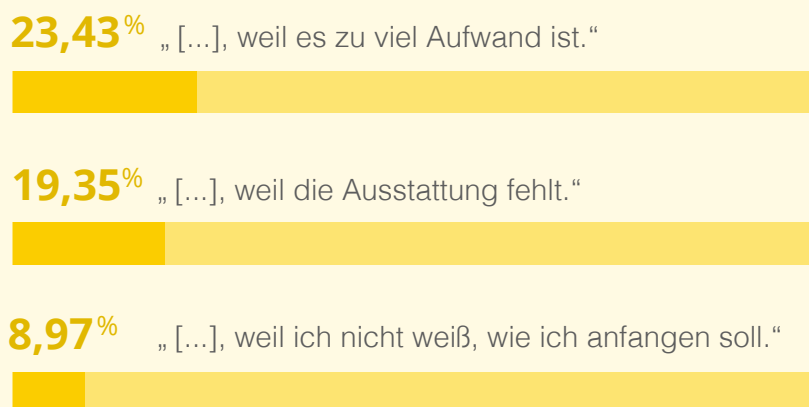 23,43% „ [...], weil es zu viel Aufwand ist.“
19,35% „ [...], weil die Ausstattung fehlt.“
8,97% „ [...], weil ich nicht weiß, wie ich anfangen soll.“